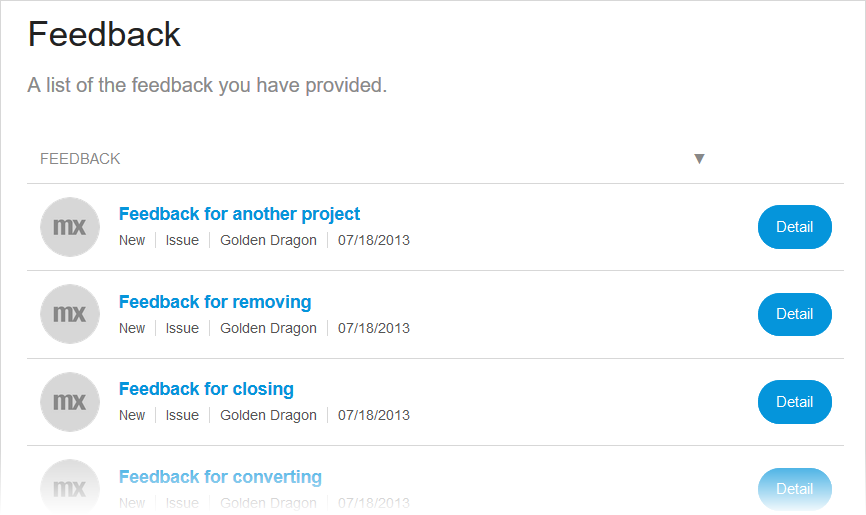 Feedback
A list of the feedback you have provided.
FEEDBACK ▼
mx
Feedback for another project
New | Issue | Golden Dragon | 07/18/2013
Detail
mx
Feedback for removing
New | Issue | Golden Dragon | 07/18/2013
Detail
mx
Feedback for closing
New | Issue | Golden Dragon | 07/18/2013
Detail
mx
Feedback for converting
New | Issue | Golden Dragon | 07/18/2013
Detail